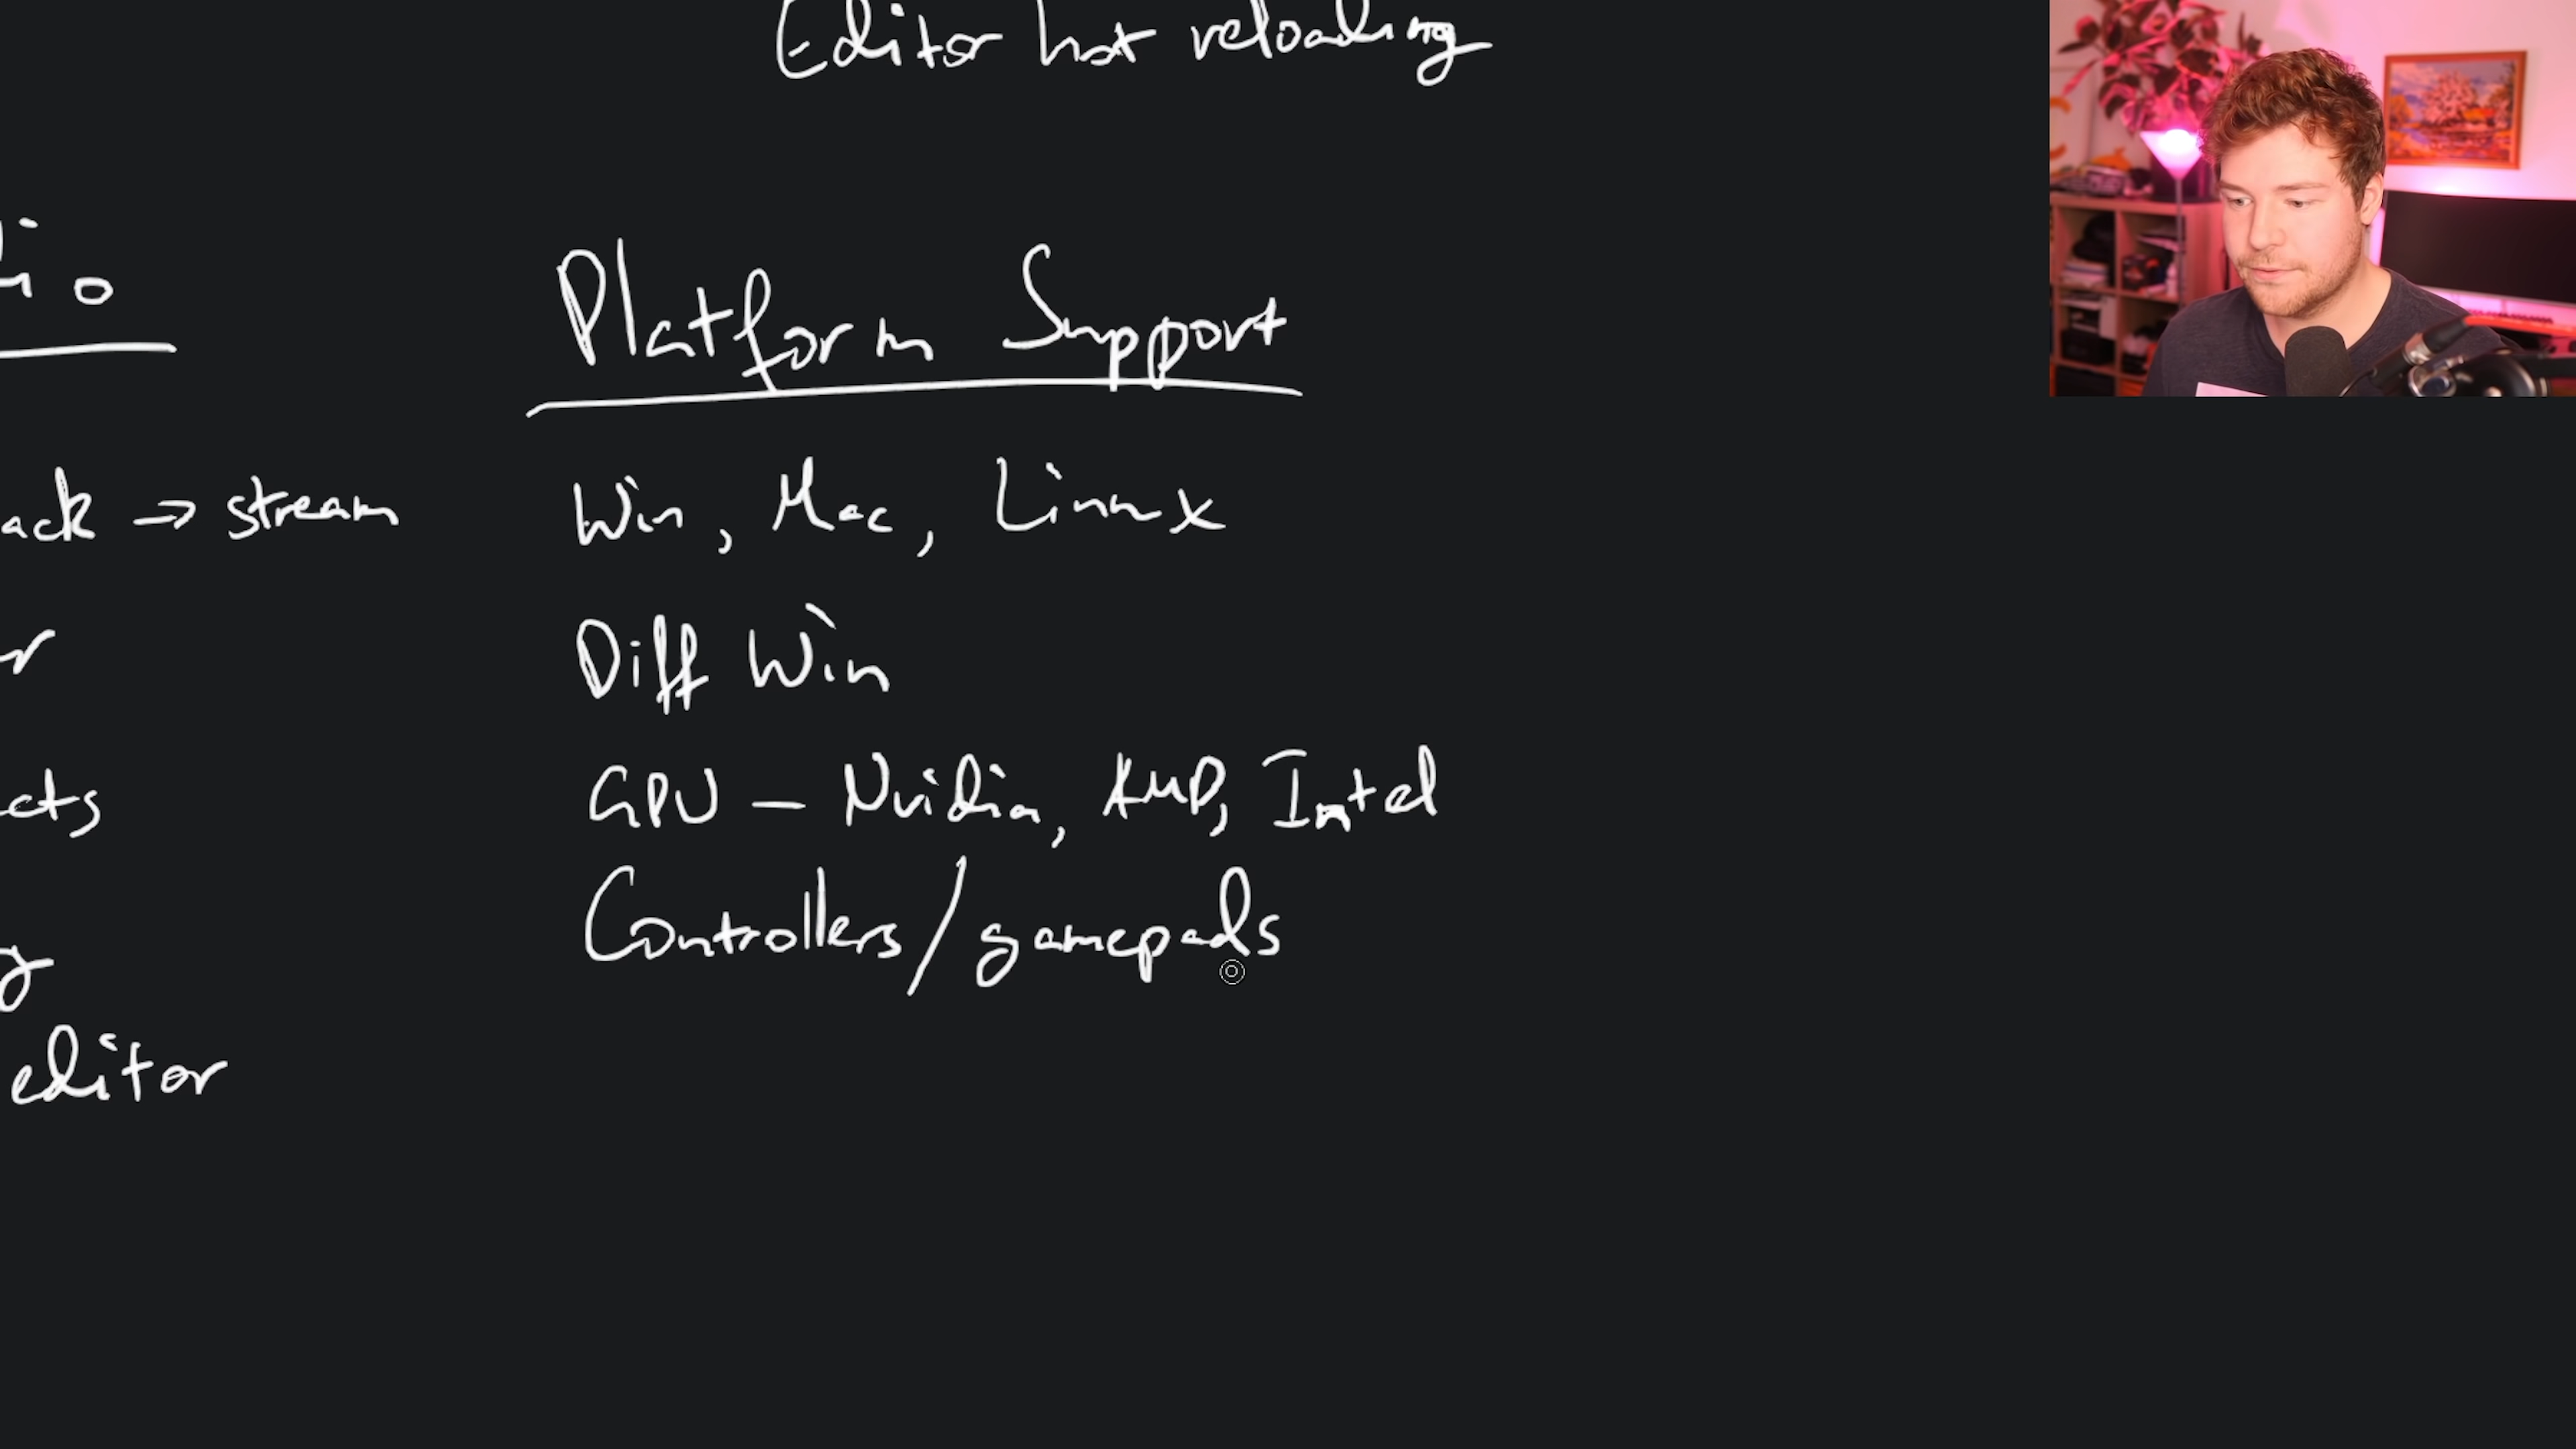 Editor hot reloading
Platform Support
ack → stream
Win, Mac, Linux
Diff Win
GPU – Nvidia, AMD, Intel
cts
Controllers/gamepads
editor